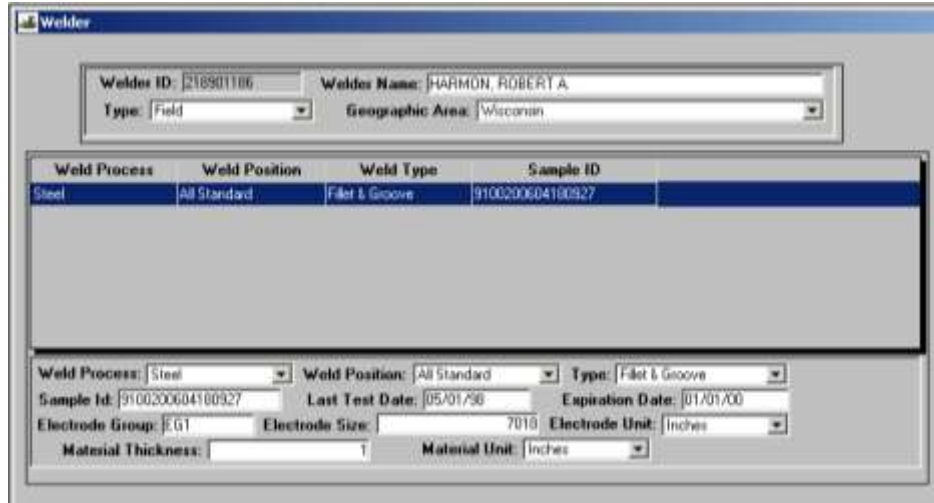 Welder
Welder ID: 218901186 Welder Name: HARMON, ROBERT A
Type: Field Geographic Area: Wisconsin
Weld Process Weld Position Weld Type Sample ID
Steel All Standard Fillet & Groove 9100200604180927
Weld Process: Steel Weld Position: All Standard Type: Fillet & Groove
Sample Id: 9100200604180927 Last Test Date: 05/01/98 Expiration Date: 01/01/00
Electrode Group: EG1 Electrode Size: 7018 Electrode Unit: Inches
Material Thickness: 1 Material Unit: Inches